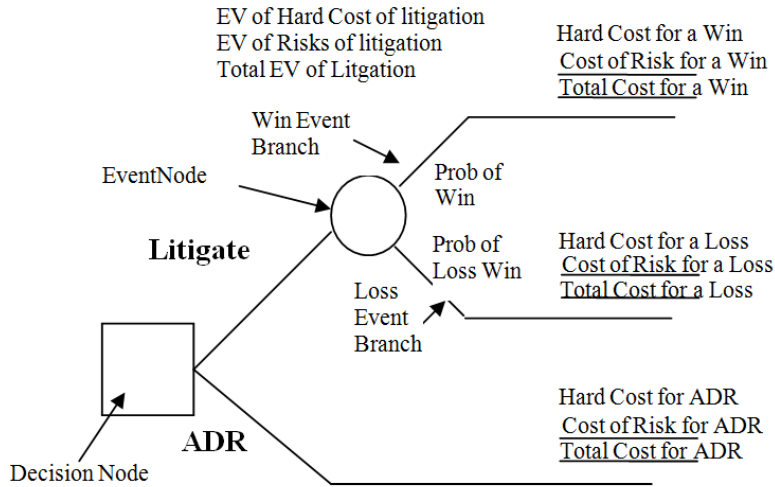 EV of Hard Cost of litigation
EV of Risks of litigation
Total EV of Litgation
Hard Cost for a Win
Cost of Risk for a Win
Total Cost for a Win
Win Event
Branch
EventNode
Prob of
Win
Litigate
Prob of
Loss Win
Hard Cost for a Loss
Cost of Risk for a Loss
Total Cost for a Loss
Loss
Event
Branch
Hard Cost for ADR
Cost of Risk for ADR
Total Cost for ADR
ADR
Decision Node